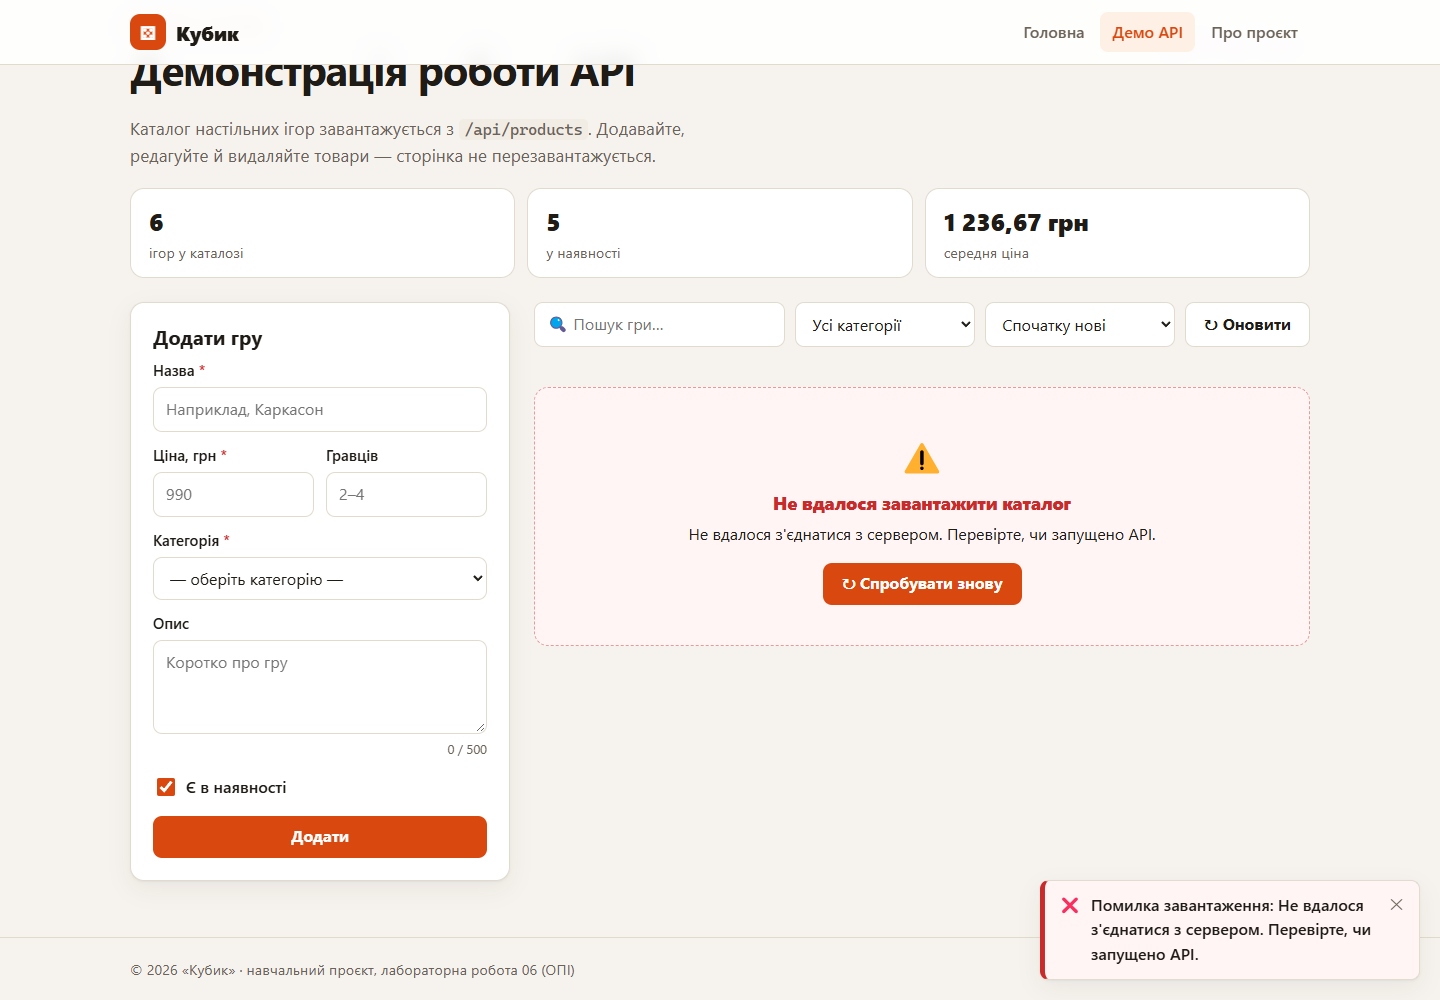 Кубик
Головна
Демо API
Про проєкт
Демонстрація роботи API
Каталог настільних ігор завантажується з /api/products . Додавайте,
редагуйте й видаляйте товари — сторінка не перезавантажується.
6
ігор у каталозі
5
у наявності
1 236,67 грн
середня ціна
Додати гру
Назва *
Наприклад, Каркасон
Ціна, грн *
Гравців
990
2–4
Категорія *
— оберіть категорію —
Опис
Коротко про гру
0 / 500
Є в наявності
Додати
Пошук гри...
Усі категорії
Спочатку нові
↻ Оновити
Не вдалося завантажити каталог
Не вдалося з'єднатися з сервером. Перевірте, чи запущено API.
↻ Спробувати знову
Помилка завантаження: Не вдалося
з'єднатися з сервером. Перевірте, чи
запущено API.
© 2026 «Кубик» · навчальний проєкт, лабораторна робота 06 (ОПІ)